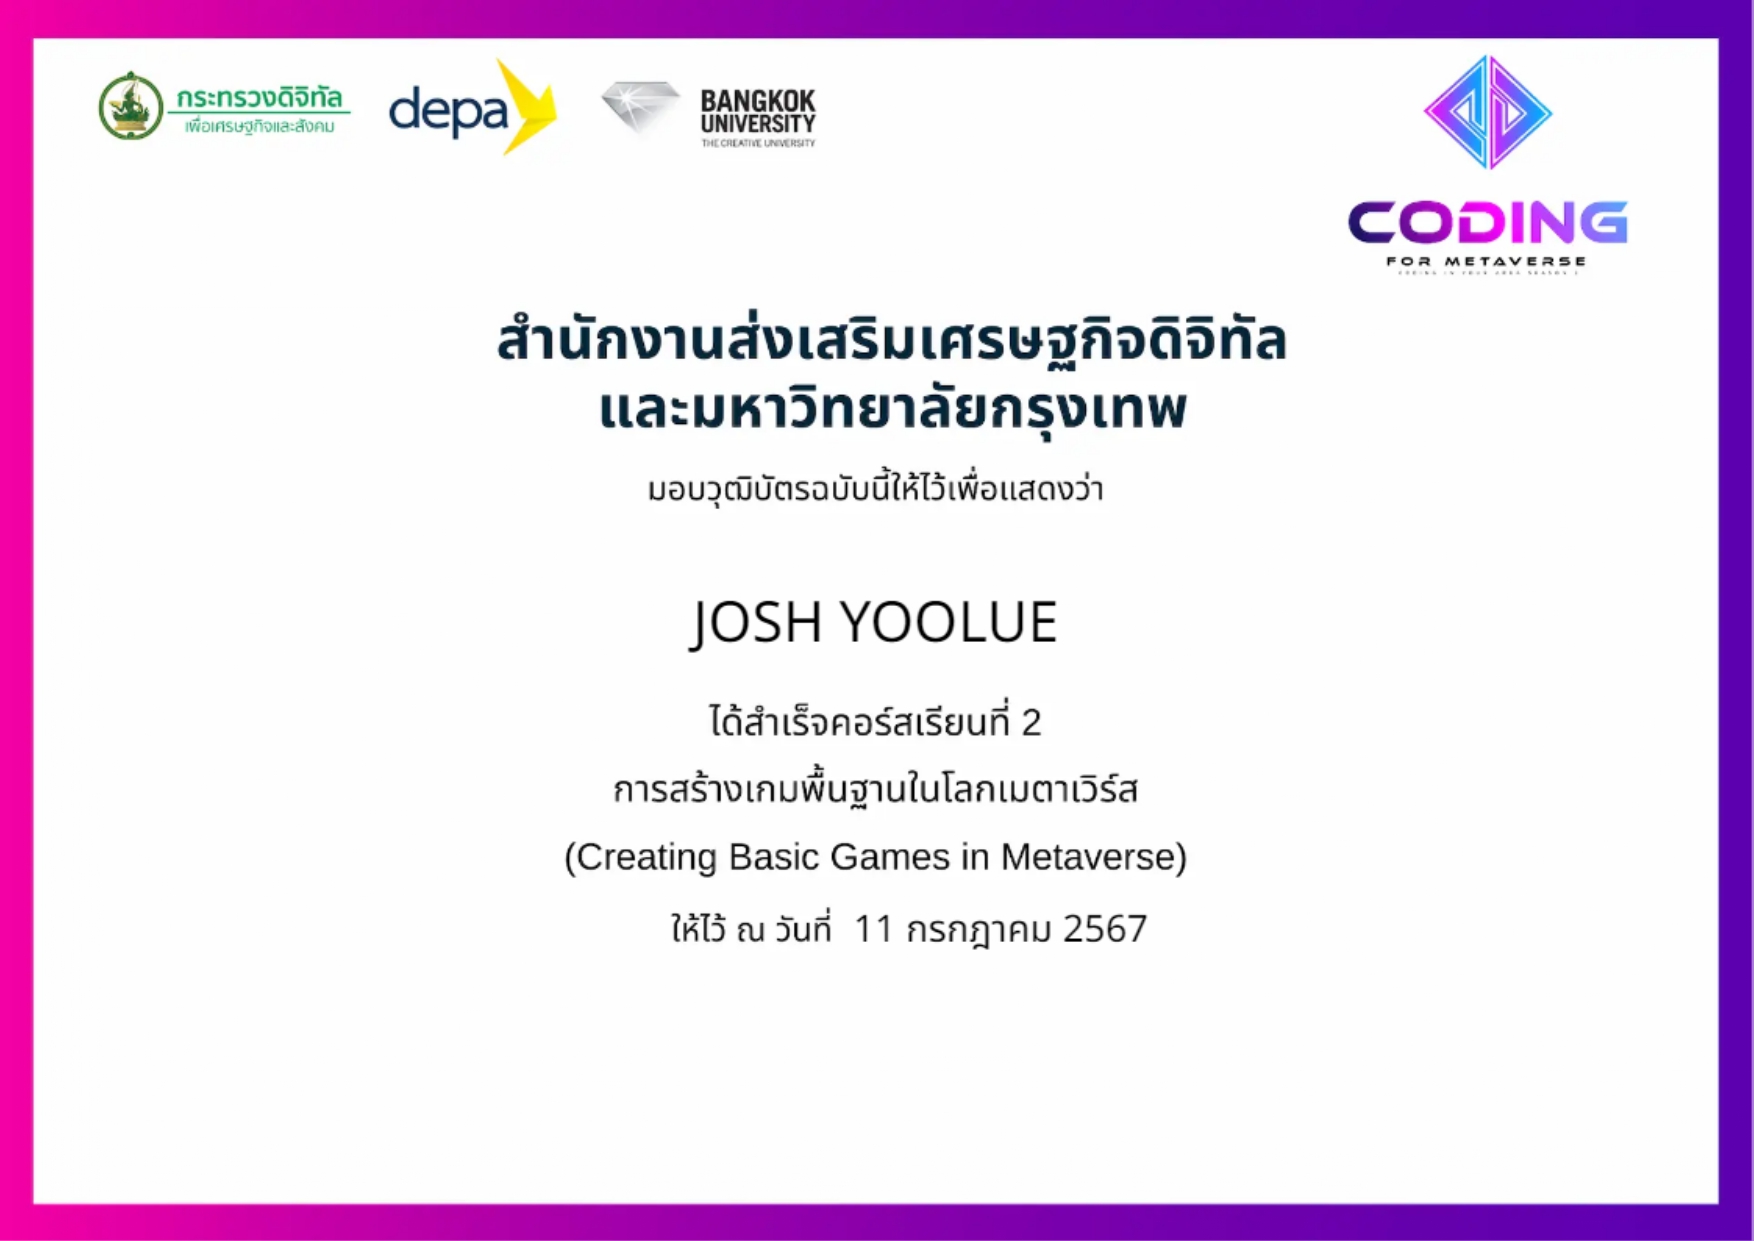 กระทรวงดิจิทัล
เพื่อเศรษฐกิจและสังคม
depa
BANGKOK
UNIVERSITY
THE CREATIVE UNIVERSITY
CODING
FOR METAVERSE
สำนักงานส่งเสริมเศรษฐกิจดิจิทัล
และมหาวิทยาลัยกรุงเทพ
มอบวุฒิบัตรฉบับนี้ให้ไว้เพื่อแสดงว่า
JOSH YOOLUE
ได้สำเร็จคอร์สเรียนที่ 2
การสร้างเกมพื้นฐานในโลกเมตาเวิร์ส
(Creating Basic Games in Metaverse)
ให้ไว้ ณ วันที่ 11 กรกฎาคม 2567